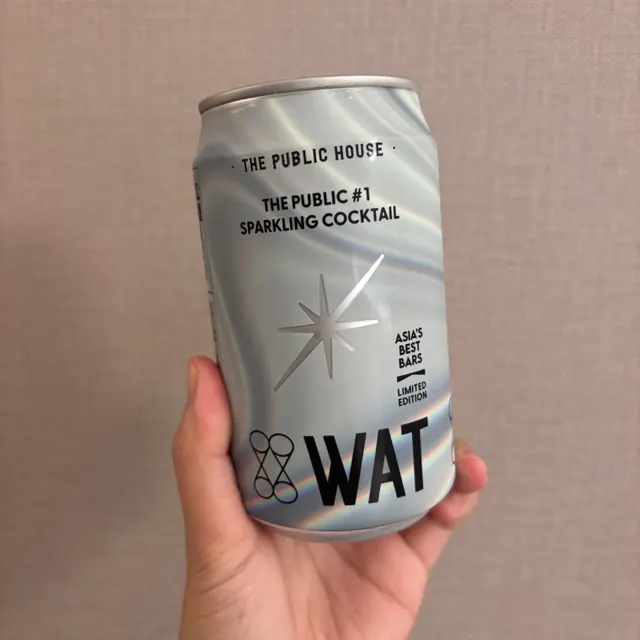 · THE PUBLIC HOUSE ·
THE PUBLIC #1
SPARKLING COCKTAIL
ASIA'S
BEST
BARS
LIMITED
EDITION
WAT